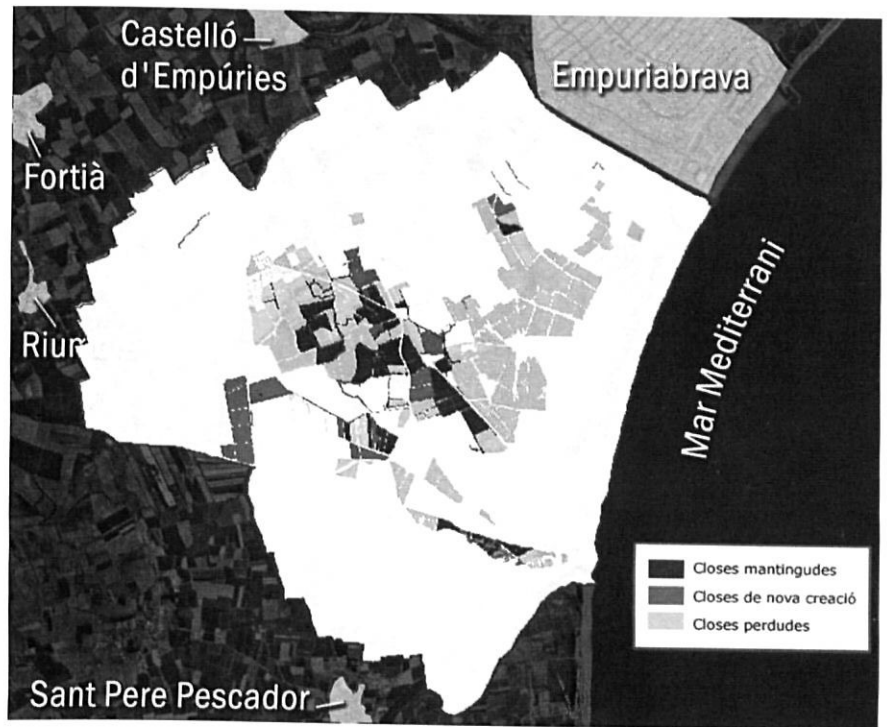 Castelló
d'Empúries
Empuriabrava
Fortià
Mar Mediterrani
Closes mantingudes
Closes de nova creació
Closes perdudes
Sant Pere Pescador